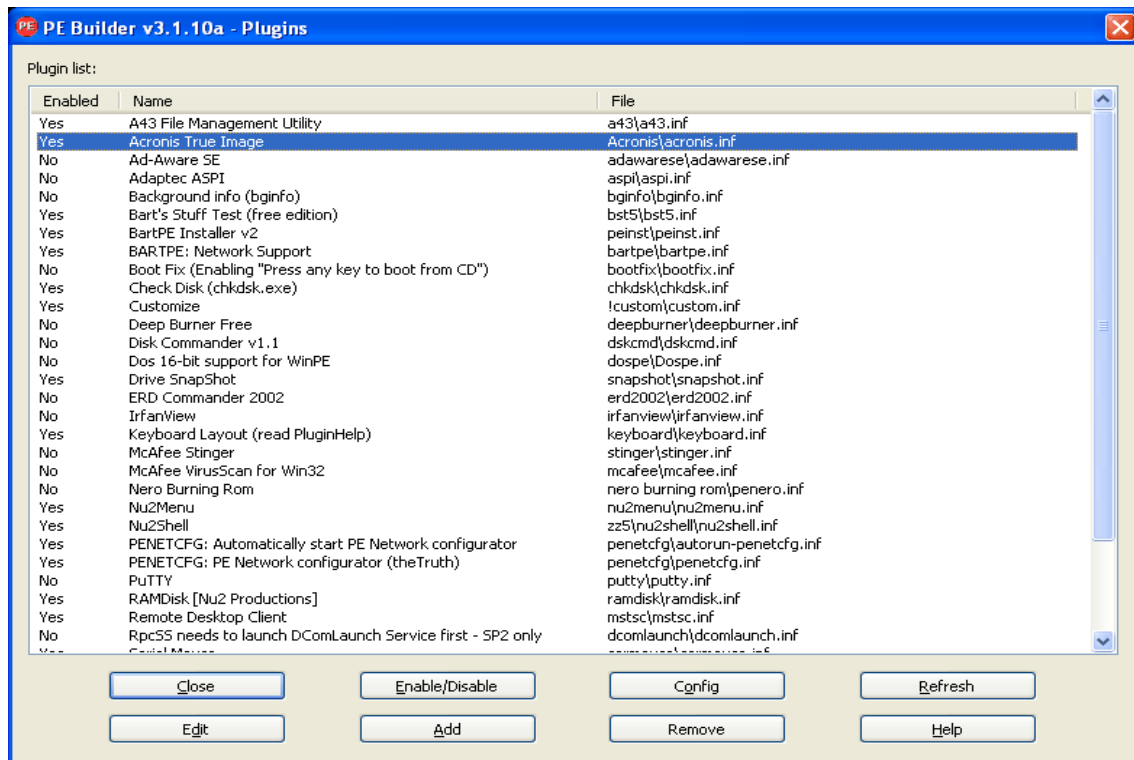 PE Builder v3.1.10a - Plugins
Plugin list:
Enabled Name File
Yes A43 File Management Utility a43\a43.inf
Yes Acronis True Image Acronis\acronis.inf
No Ad-Aware SE adawarese\adawarese.inf
No Adaptec ASPI aspi\aspi.inf
No Background info (bginfo) bginfo\bginfo.inf
Yes Bart's Stuff Test (free edition) bst5\bst5.inf
Yes BartPE Installer v2 peinst\peinst.inf
Yes BARTPE: Network Support bartpe\bartpe.inf
No Boot Fix (Enabling "Press any key to boot from CD") bootfix\bootfix.inf
Yes Check Disk (chkdsk.exe) chkdsk\chkdsk.inf
Yes Customize !custom\custom.inf
No Deep Burner Free deepburner\deepburner.inf
No Disk Commander v1.1 dskcmd\dskcmd.inf
No Dos 16-bit support for WinPE dospe\Dospe.inf
Yes Drive SnapShot snapshot\snapshot.inf
No ERD Commander 2002 erd2002\erd2002.inf
No IrfanView irfanview\irfanview.inf
Yes Keyboard Layout (read PluginHelp) keyboard\keyboard.inf
No McAfee Stinger stinger\stinger.inf
No McAfee VirusScan for Win32 mcafee\mcafee.inf
No Nero Burning Rom nero burning rom\penero.inf
Yes Nu2Menu nu2menu\nu2menu.inf
Yes Nu2Shell zz5\nu2shell\nu2shell.inf
Yes PENETCFG: Automatically start PE Network configurator penetcfg\autorun-penetcfg.inf
Yes PENETCFG: PE Network configurator (theTruth) penetcfg\penetcfg.inf
No PuTTY putty\putty.inf
Yes RAMDisk [Nu2 Productions] ramdisk\ramdisk.inf
Yes Remote Desktop Client mstsc\mstsc.inf
No RpcSS needs to launch DComLaunch Service first - SP2 only dcomlaunch\dcomlaunch.inf
Close Enable/Disable Config Refresh
Edit Add Remove Help